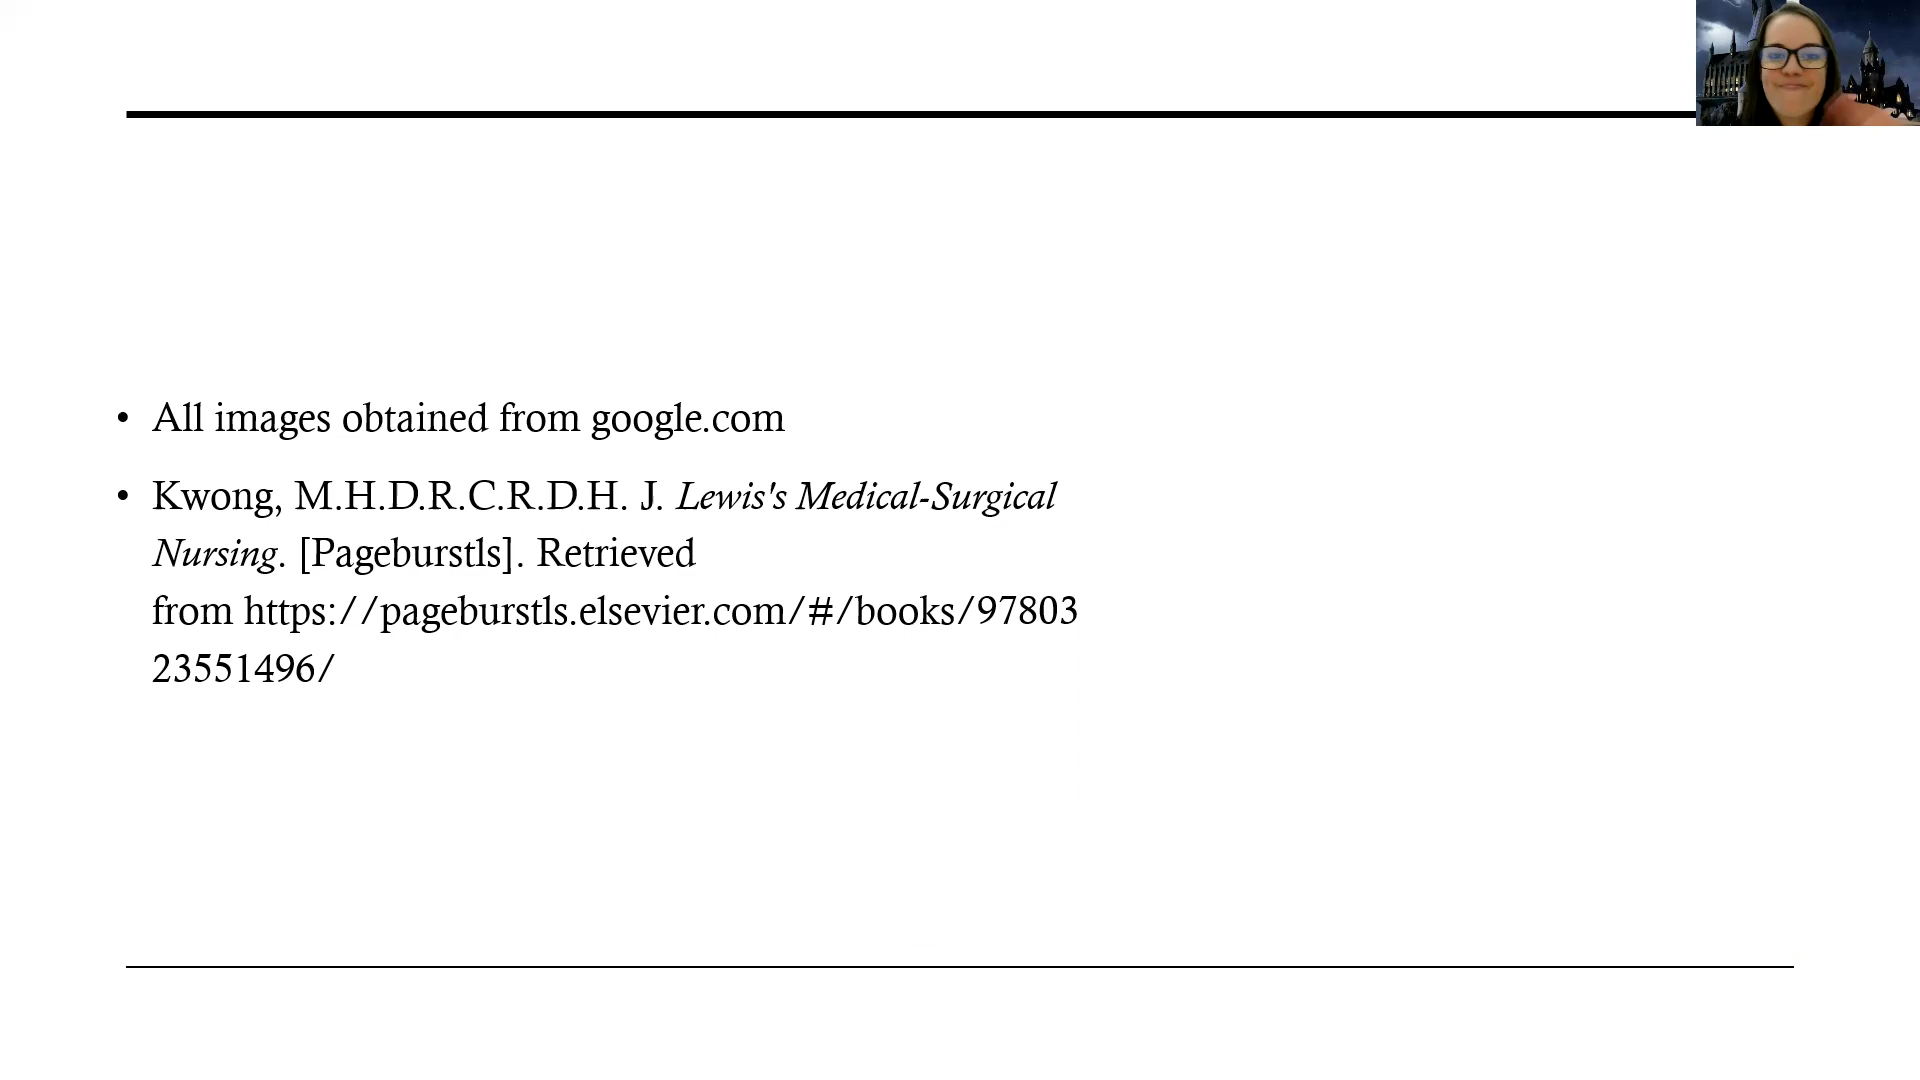 • All images obtained from google.com
• Kwong, M.H.D.R.C.R.D.H. J. Lewis's Medical-Surgical
Nursing. [Pageburstls]. Retrieved
from https://pageburstls.elsevier.com/#/books/97803
23551496/